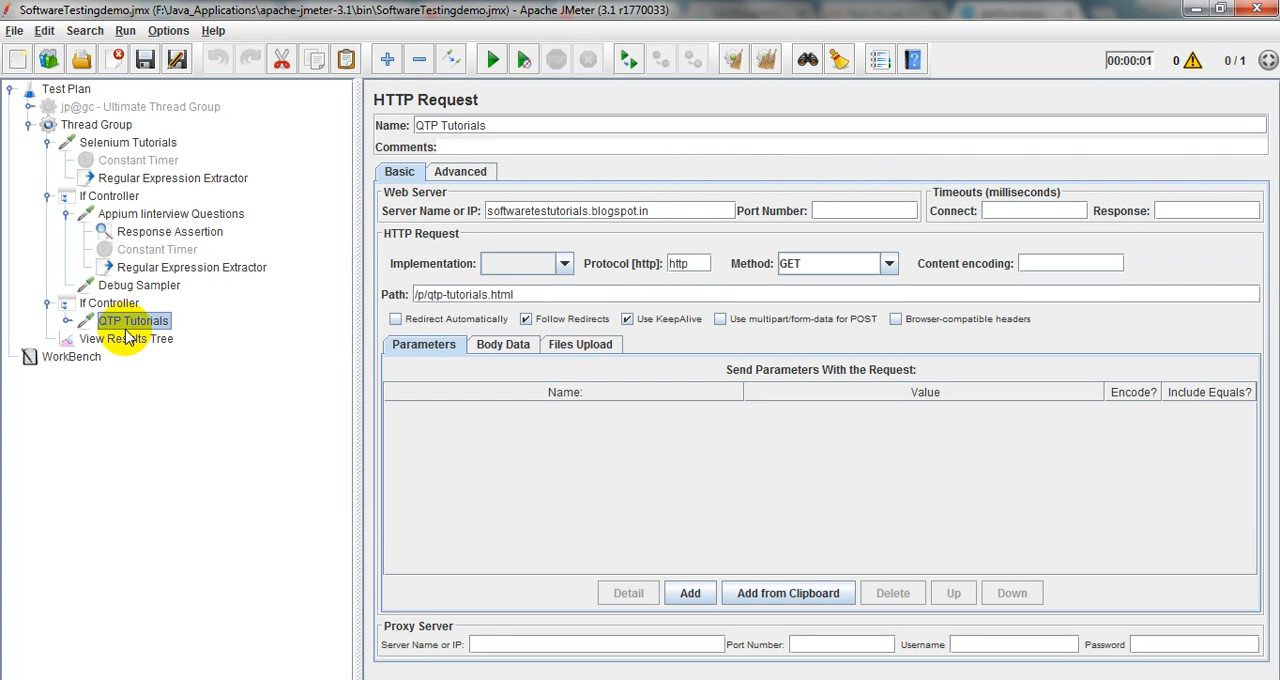 SoftwareTestingdemo.jmx (F:\Java_Applications\apache-jmeter-3.1\bin\SoftwareTestingdemo.jmx) - Apache JMeter (3.1 r1770033)
File Edit Search Run Options Help
00:00:01 0 0 / 1
Test Plan
jp@gc - Ultimate Thread Group
Thread Group
Selenium Tutorials
Constant Timer
Regular Expression Extractor
If Controller
Appium Iinterview Questions
Response Assertion
Constant Timer
Regular Expression Extractor
Debug Sampler
If Controller
QTP Tutorials
View Results Tree
WorkBench
HTTP Request
Name: QTP Tutorials
Comments:
Basic Advanced
Web Server
Server Name or IP: softwaretestutorials.blogspot.in Port Number:
Timeouts (milliseconds)
Connect: Response:
HTTP Request
Implementation: Protocol [http]: http Method: GET Content encoding:
Path: /p/qtp-tutorials.html
Redirect Automatically Follow Redirects Use KeepAlive Use multipart/form-data for POST Browser-compatible headers
Parameters Body Data Files Upload
Send Parameters With the Request:
Name: Value Encode? Include Equals?
Detail Add Add from Clipboard Delete Up Down
Proxy Server
Server Name or IP: Port Number: Username Password